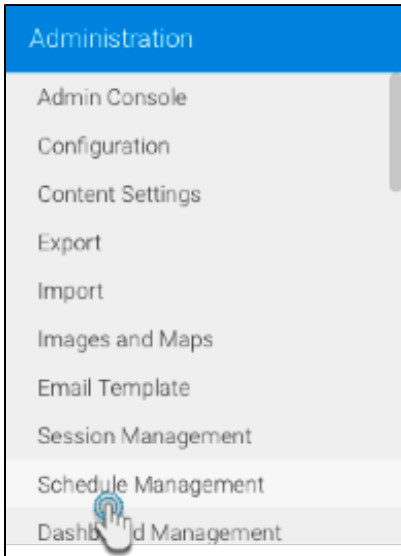 Administration
Admin Console
Configuration
Content Settings
Export
Import
Images and Maps
Email Template
Session Management
Schedule Management
Management